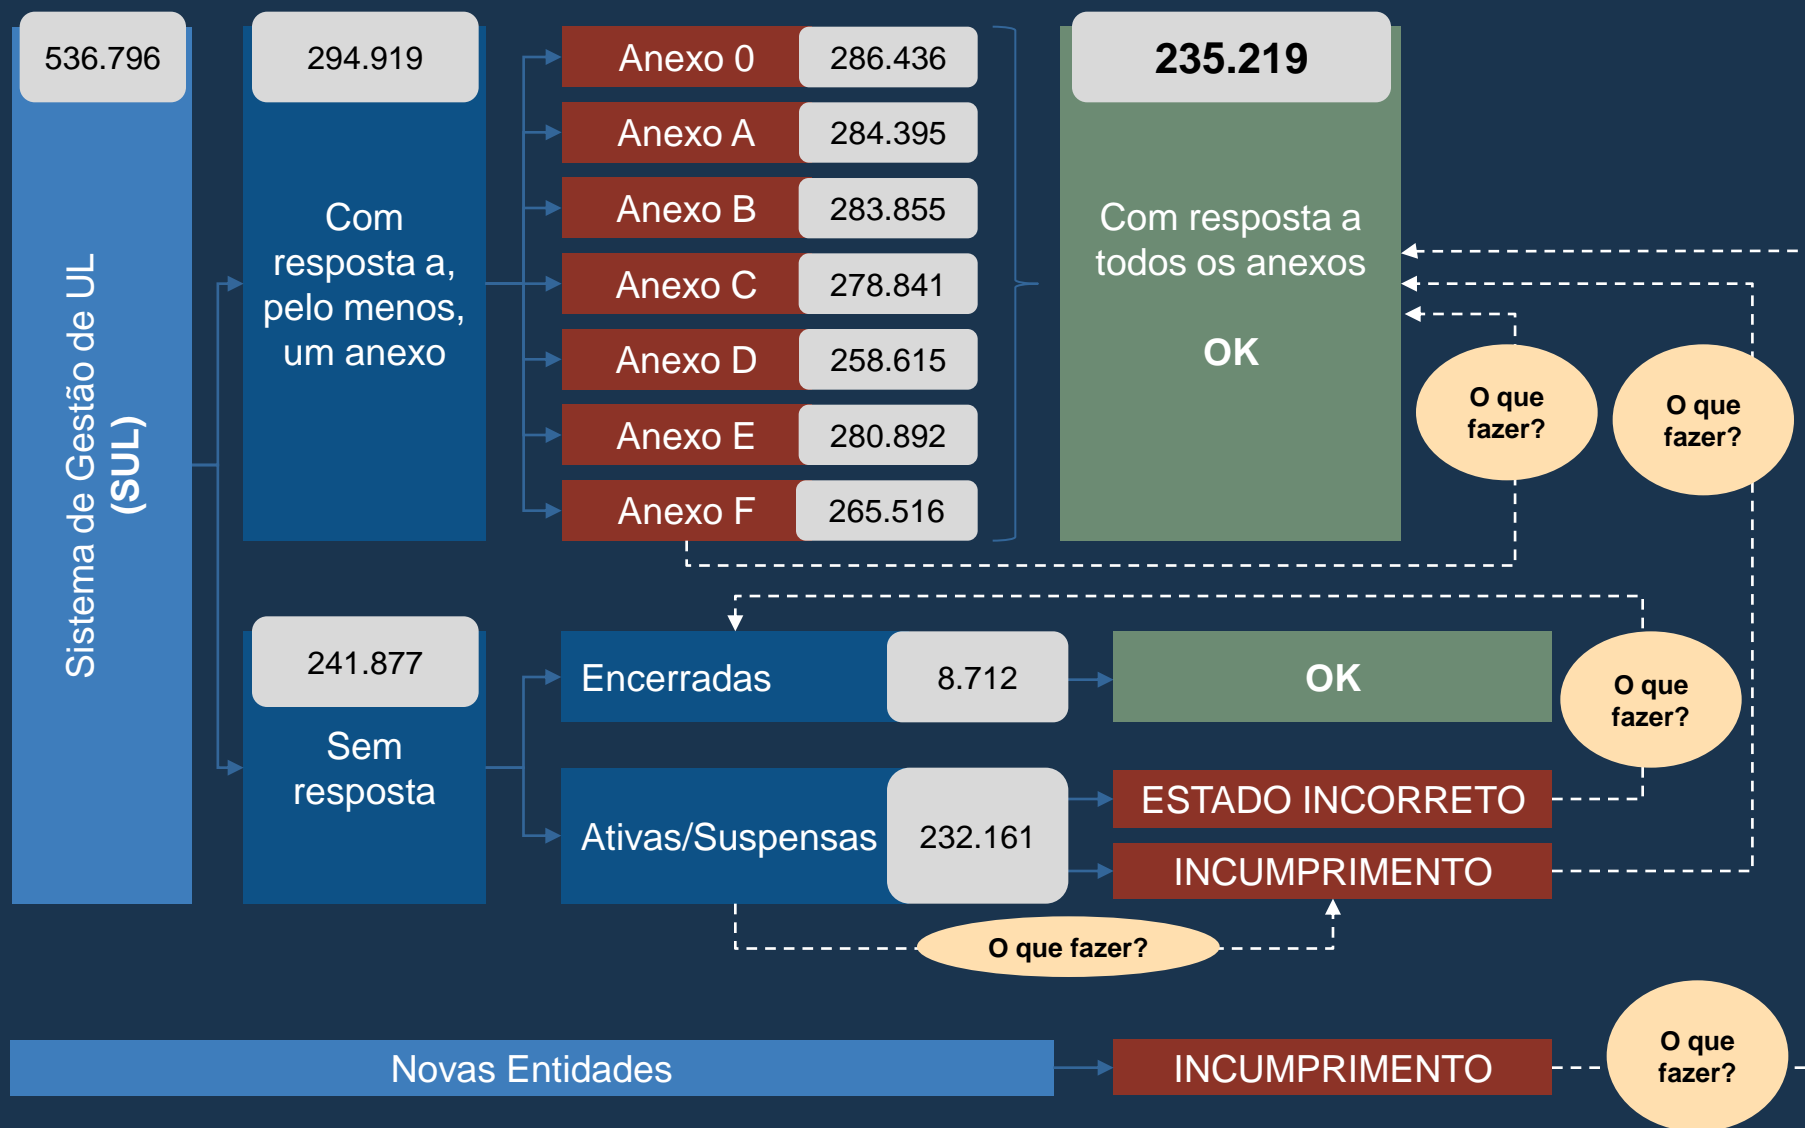 536.796
Sistema de Gestão de UL
(SUL)
294.919
Com
resposta a,
pelo menos,
um anexo
Anexo 0
286.436
Anexo A
284.395
Anexo B
283.855
Anexo C
278.841
Anexo D
258.615
Anexo E
280.892
Anexo F
265.516
235.219
Com resposta a
todos os anexos
OK
O que
fazer?
O que
fazer?
241.877
Sem
resposta
Encerradas
8.712
OK
O que
fazer?
Ativas/Suspensas
232.161
ESTADO INCORRETO
INCUMPRIMENTO
O que fazer?
Novas Entidades
INCUMPRIMENTO
O que
fazer?